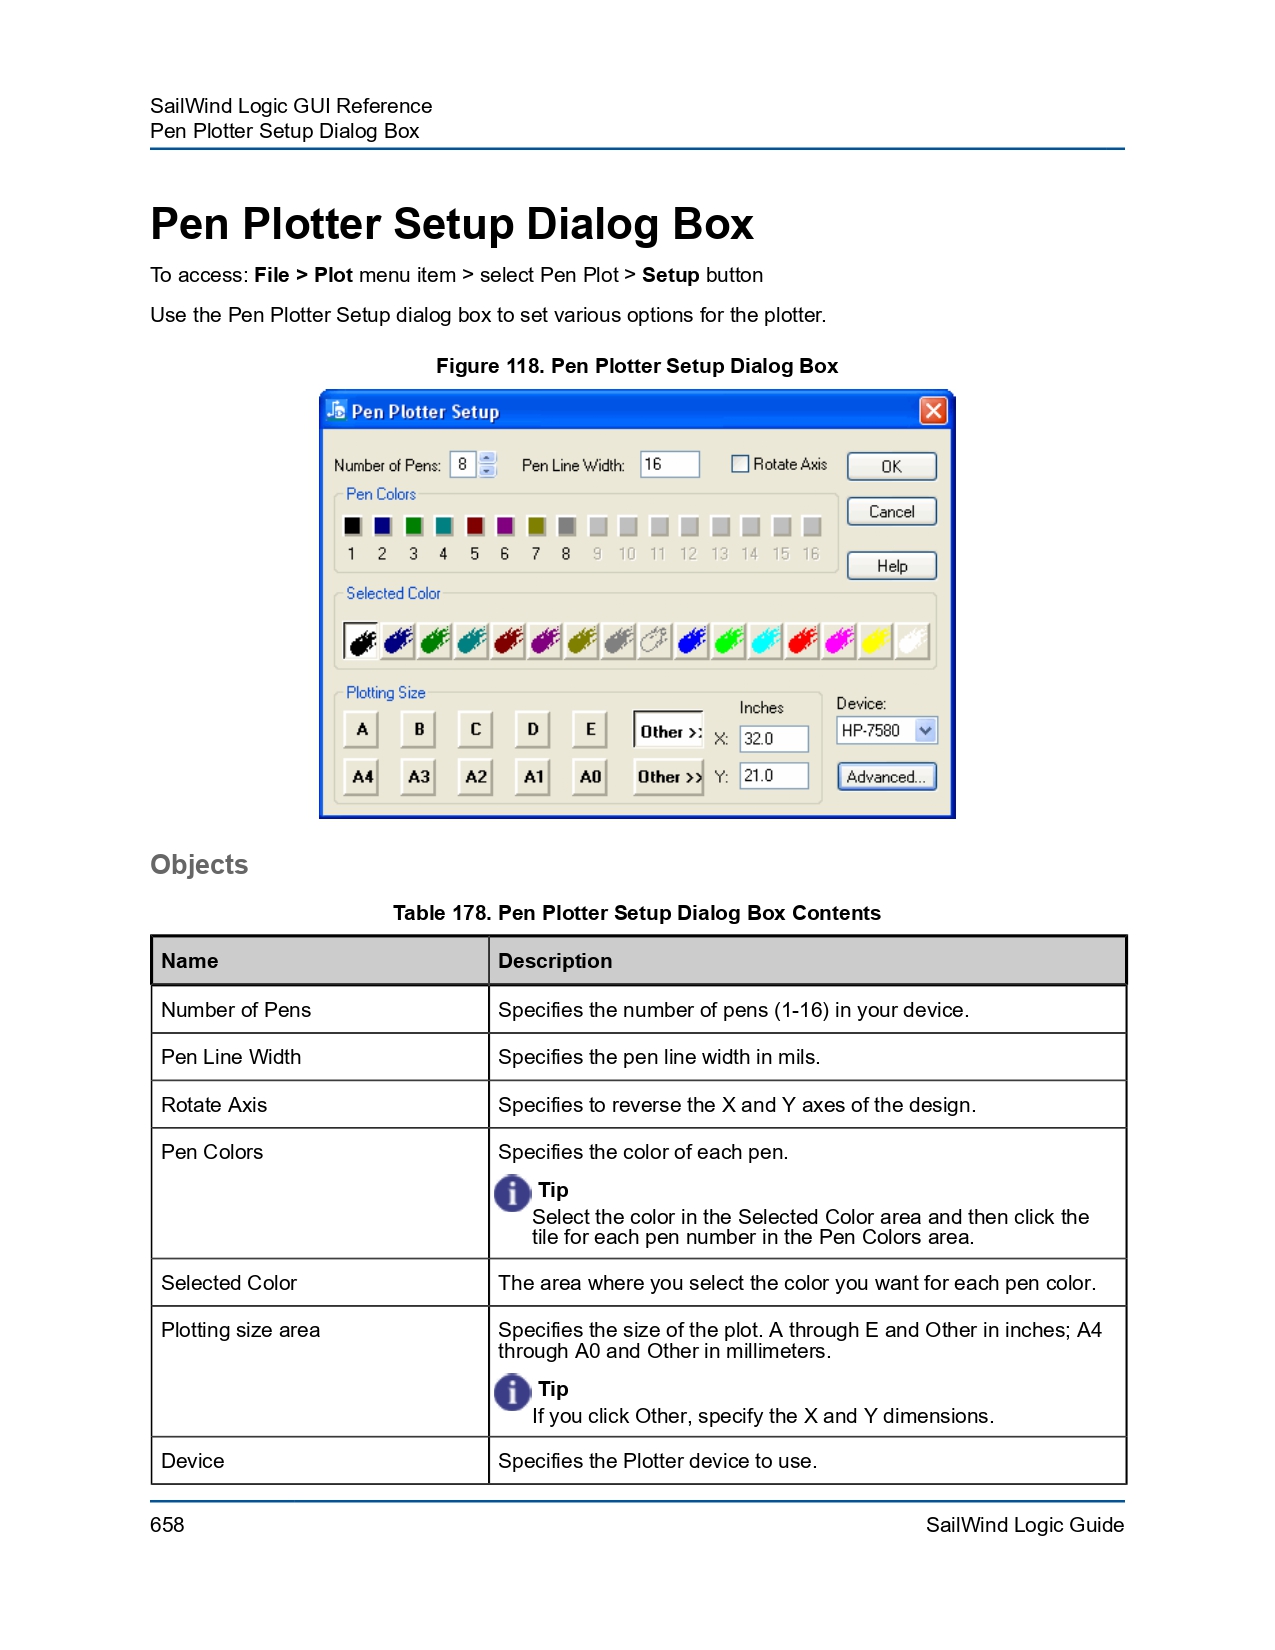 SailWind Logic GUI Reference
Pen Plotter Setup Dialog Box
Pen Plotter Setup Dialog Box
To access: File > Plot menu item > select Pen Plot > Setup button
Use the Pen Plotter Setup dialog box to set various options for the plotter.
Figure 118. Pen Plotter Setup Dialog Box
Pen Plotter Setup
Number of Pens: 8 Pen Line Width: 16 Rotate Axis OK
Pen Colors
Cancel
1 2 3 4 5 6 7 8 9 10 11 12 13 14 15 16
Help
Selected Color
Plotting Size
Inches Device:
A B C D E Other >> X: 32.0 HP-7580
A4 A3 A2 A1 A0 Other >> Y: 21.0 Advanced...
Objects
Table 178. Pen Plotter Setup Dialog Box Contents
Name Description
Number of Pens Specifies the number of pens (1-16) in your device.
Pen Line Width Specifies the pen line width in mils.
Rotate Axis Specifies to reverse the X and Y axes of the design.
Pen Colors Specifies the color of each pen.
Tip
Select the color in the Selected Color area and then click the
tile for each pen number in the Pen Colors area.
Selected Color The area where you select the color you want for each pen color.
Plotting size area Specifies the size of the plot. A through E and Other in inches; A4
through A0 and Other in millimeters.
Tip
If you click Other, specify the X and Y dimensions.
Device Specifies the Plotter device to use.
658 SailWind Logic Guide